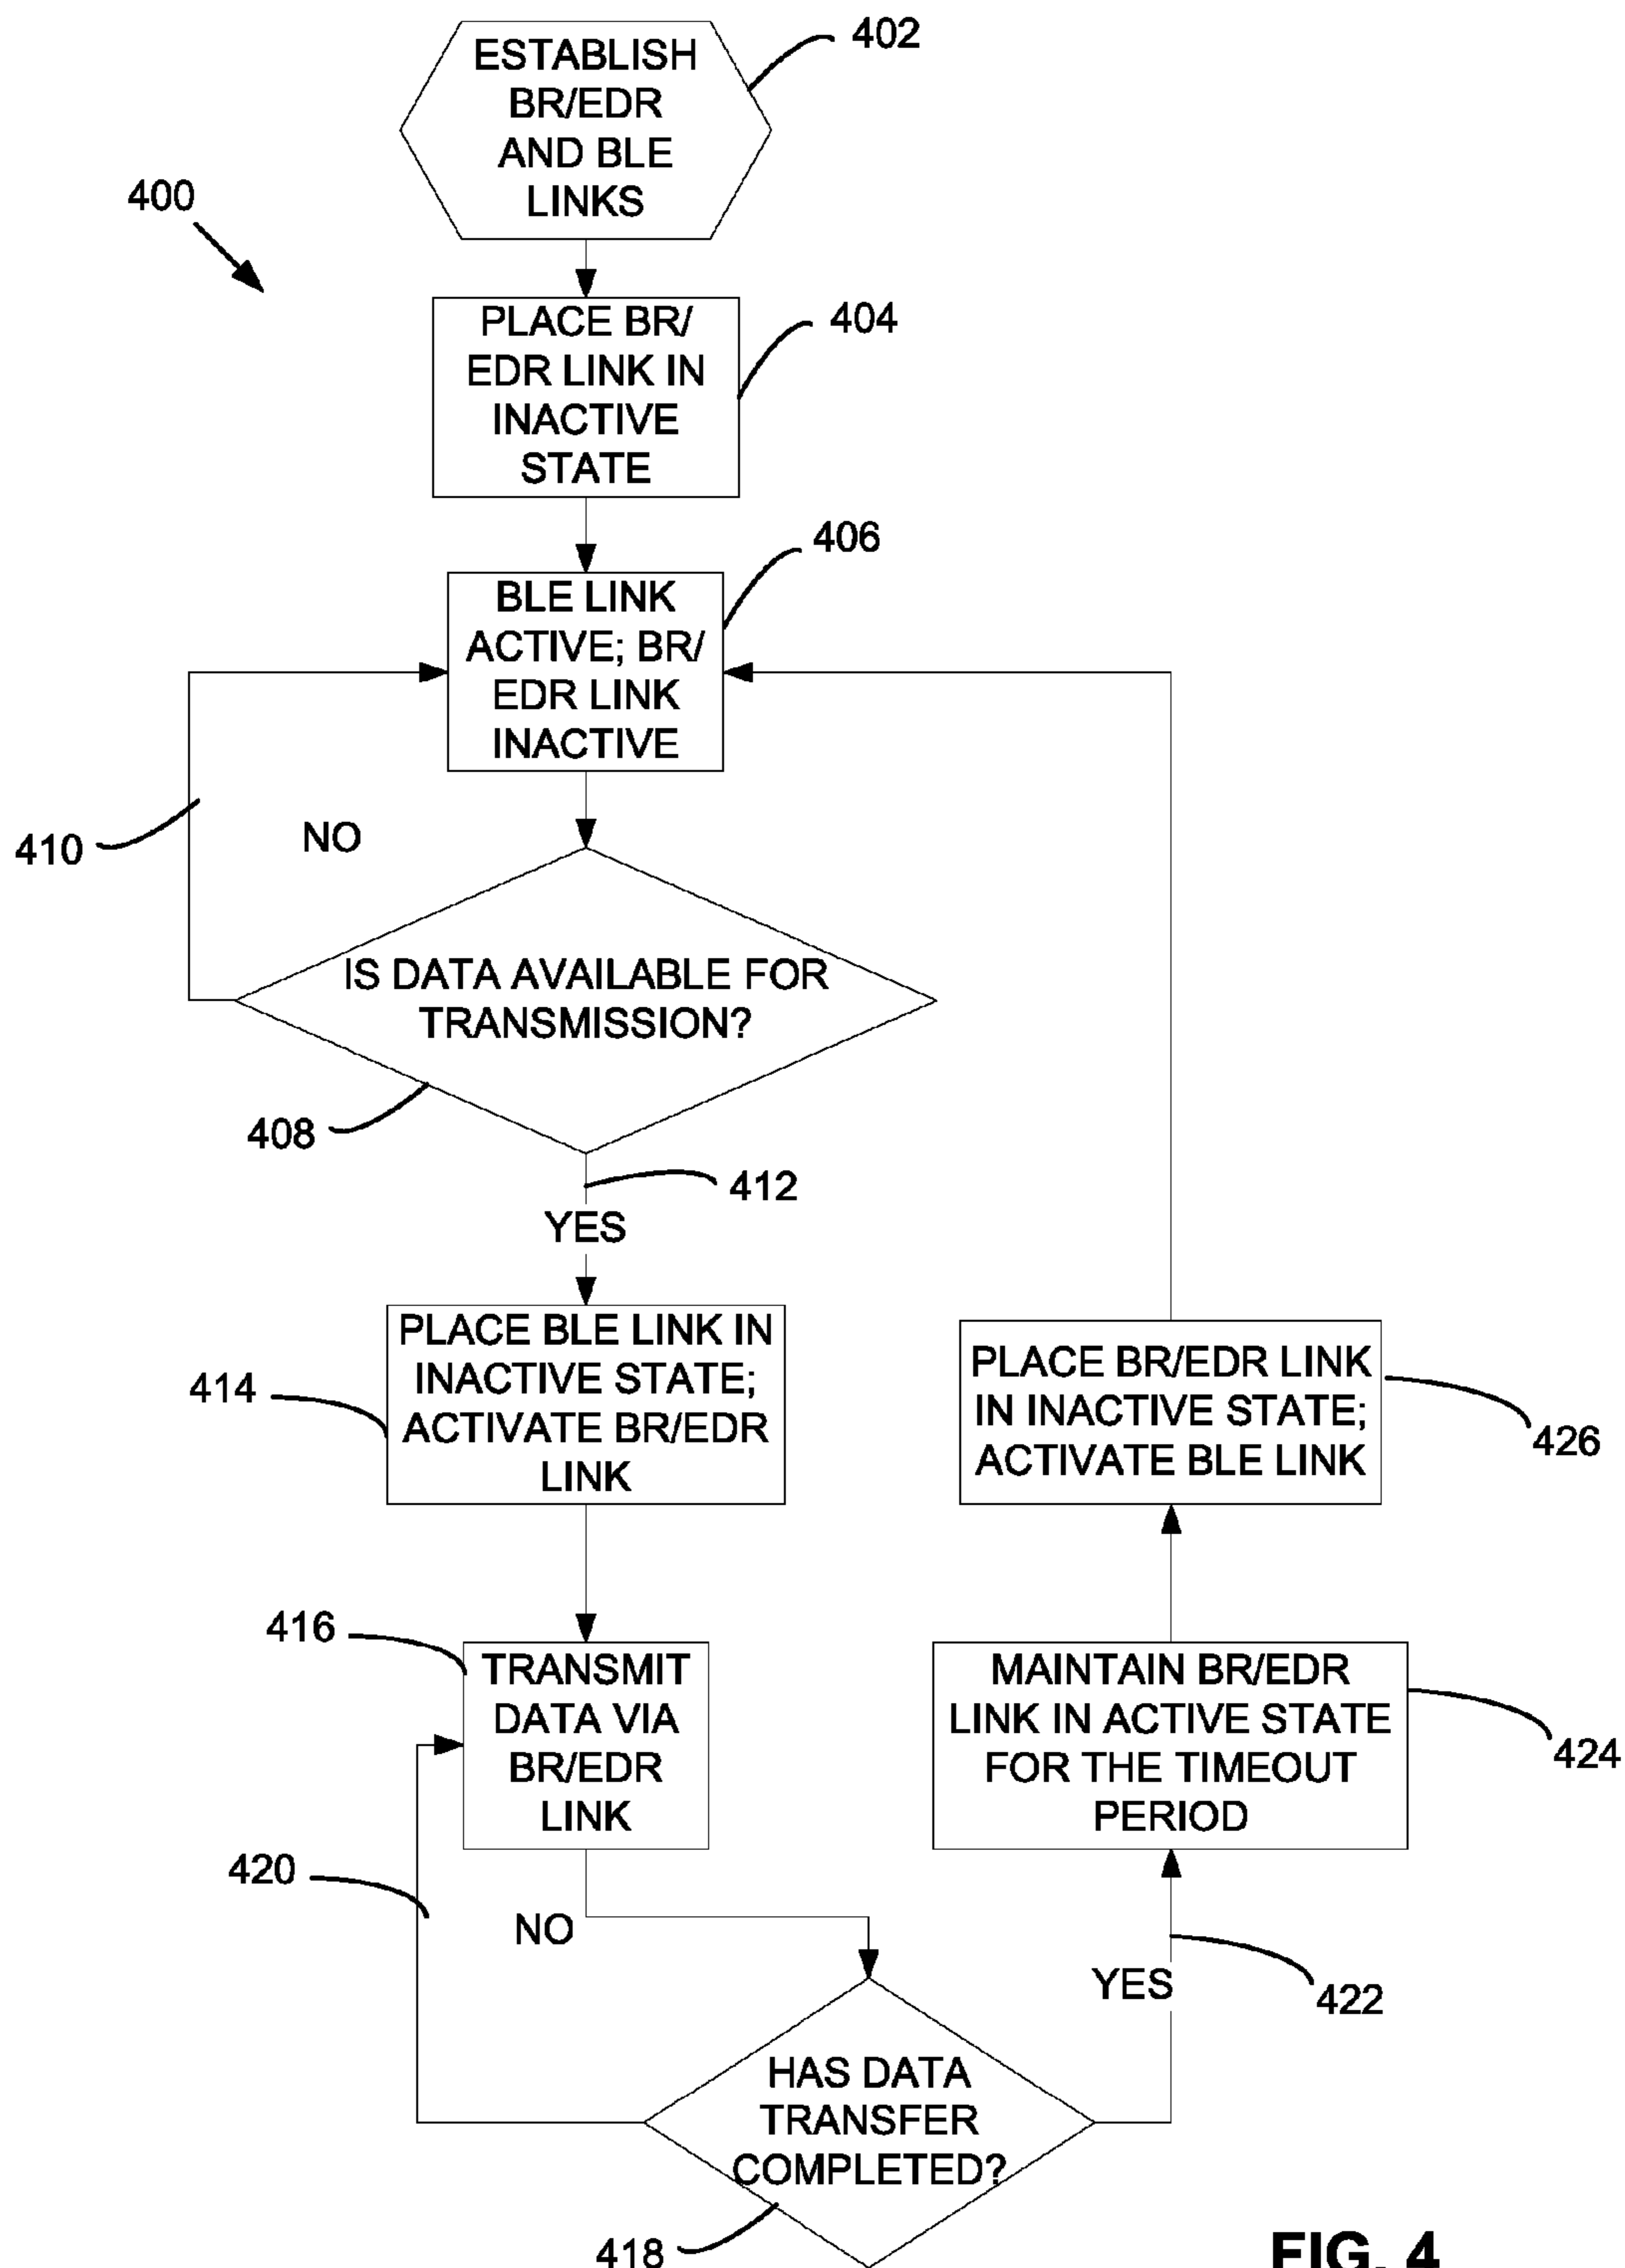 402
ESTABLISH
BR/EDR
AND BLE
LINKS
400
404
PLACE BR/
EDR LINK IN
INACTIVE
STATE
406
BLE LINK
ACTIVE; BR/
EDR LINK
INACTIVE
410
NO
IS DATA AVAILABLE FOR
TRANSMISSION?
408
412
YES
414
PLACE BLE LINK IN
INACTIVE STATE;
ACTIVATE BR/EDR
LINK
PLACE BR/EDR LINK
IN INACTIVE STATE;
ACTIVATE BLE LINK
426
416
TRANSMIT
DATA VIA
BR/EDR
LINK
MAINTAIN BR/EDR
LINK IN ACTIVE STATE
FOR THE TIMEOUT
PERIOD
424
420
NO
YES
422
HAS DATA
TRANSFER
COMPLETED?
418
FIG. 4